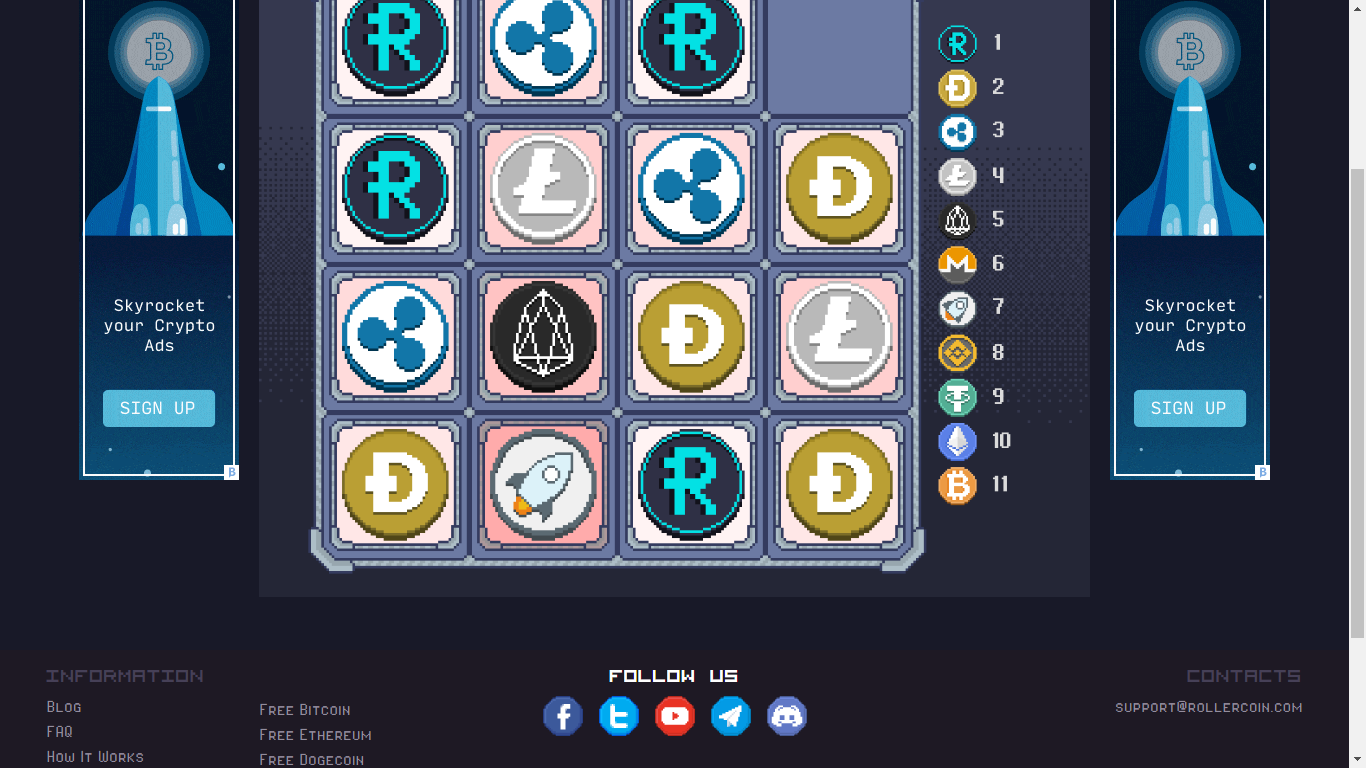 1
2
3
4
5
6
7
8
9
10
11
Skyrocket
your Crypto
Ads
SIGN UP
Skyrocket
your Crypto
Ads
SIGN UP
INFORMATION
Blog
FAQ
How It Works
Free Bitcoin
Free Ethereum
Free Dogecoin
FOLLOW US
CONTACTS
support@rollercoin.com